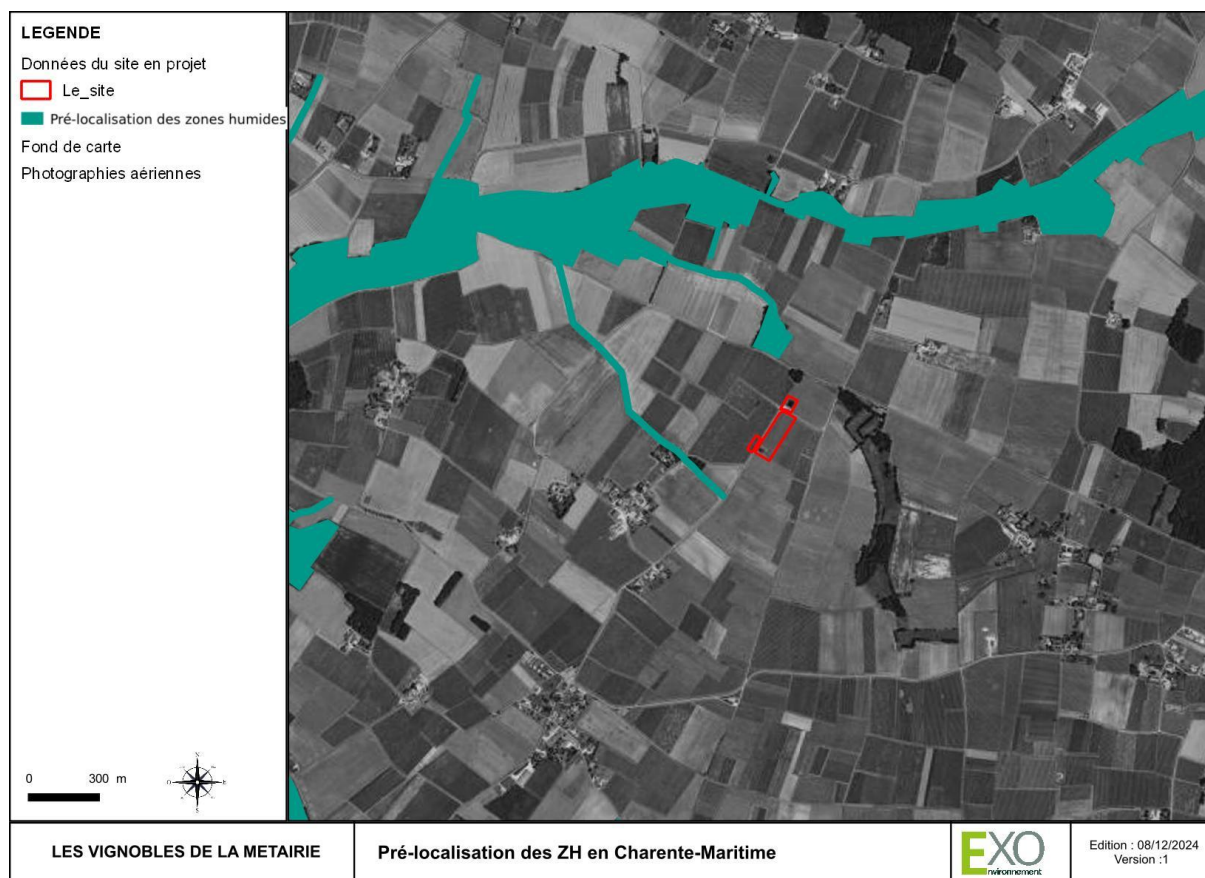 LEGENDE
Données du site en projet
Le_site
Pré-localisation des zones humides
Fond de carte
Photographies aériennes
0 300 m
N
O E
S
LES VIGNOBLES DE LA METAIRIE
Pré-localisation des ZH en Charente-Maritime
EXO
nvironnement
Edition : 08/12/2024
Version :1